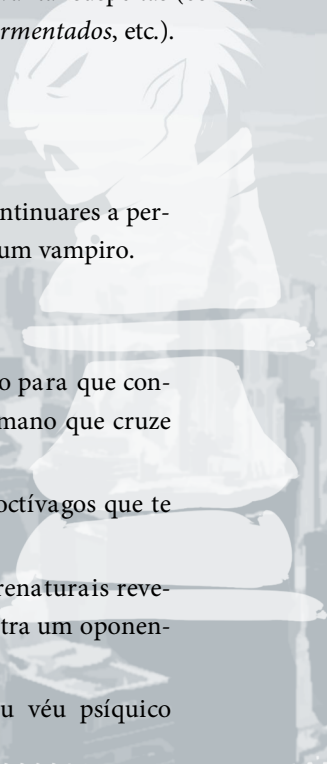 rmentados, etc.).
ntinuares a per-
um vampiro.
o para que con-
mano que cruze
octívagos que te
renaturais reve-
tra um oponen-
u véu psíquico